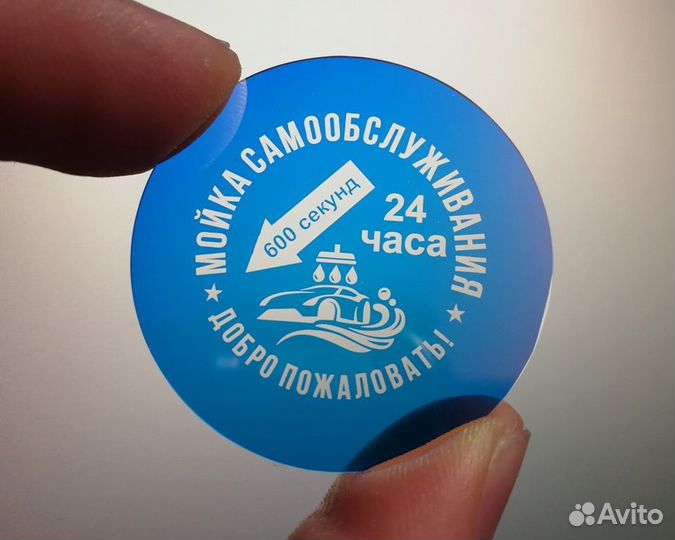 МОЙКА САМООБСЛУЖИВАНИЯ
600 секунд
24
часа
★ ДОБРО ПОЖАЛОВАТЬ! ★
Avito